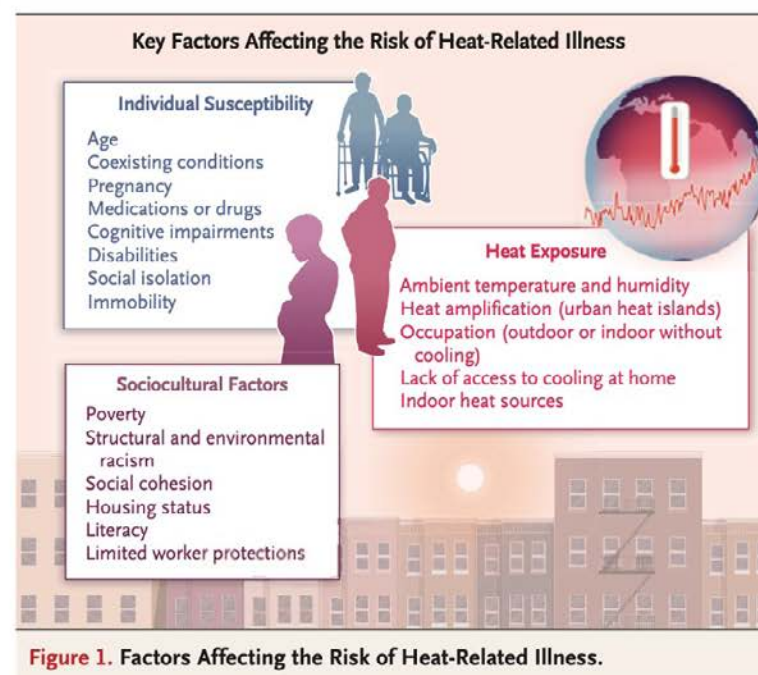 Key Factors Affecting the Risk of Heat-Related Illness
Individual Susceptibility
Age
Coexisting conditions
Pregnancy
Medications or drugs
Cognitive impairments
Disabilities
Social isolation
Immobility
Heat Exposure
Ambient temperature and humidity
Heat amplification (urban heat islands)
Occupation (outdoor or indoor without
cooling)
Lack of access to cooling at home
Indoor heat sources
Sociocultural Factors
Poverty
Structural and environmental
racism
Social cohesion
Housing status
Literacy
Limited worker protections
Figure 1. Factors Affecting the Risk of Heat-Related Illness.